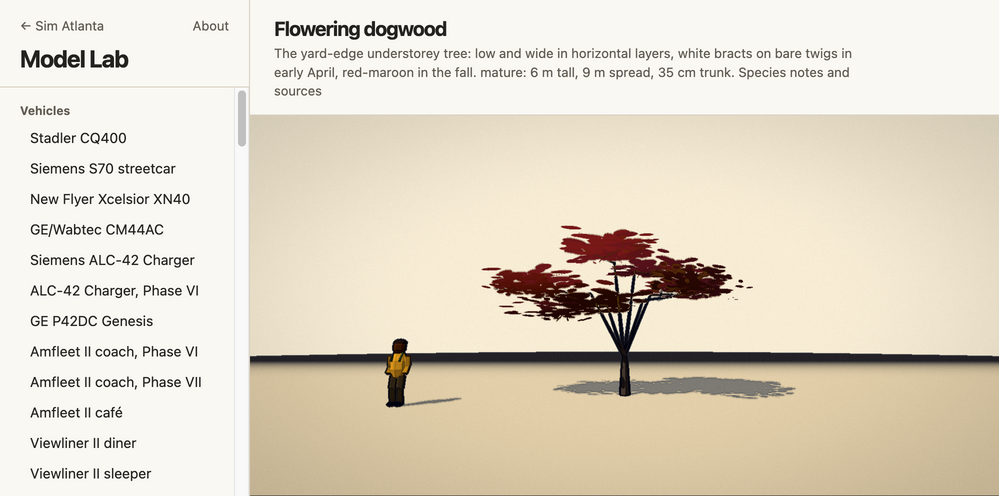 ← Sim Atlanta
About
Model Lab
Vehicles
Stadler CQ400
Siemens S70 streetcar
New Flyer Xcelsior XN40
GE/Wabtec CM44AC
Siemens ALC-42 Charger
ALC-42 Charger, Phase VI
GE P42DC Genesis
Amfleet II coach, Phase VI
Amfleet II coach, Phase VII
Amfleet II café
Viewliner II diner
Viewliner II sleeper
Flowering dogwood
The yard-edge understorey tree: low and wide in horizontal layers, white bracts on bare twigs in
early April, red-maroon in the fall. mature: 6 m tall, 9 m spread, 35 cm trunk. Species notes and
sources